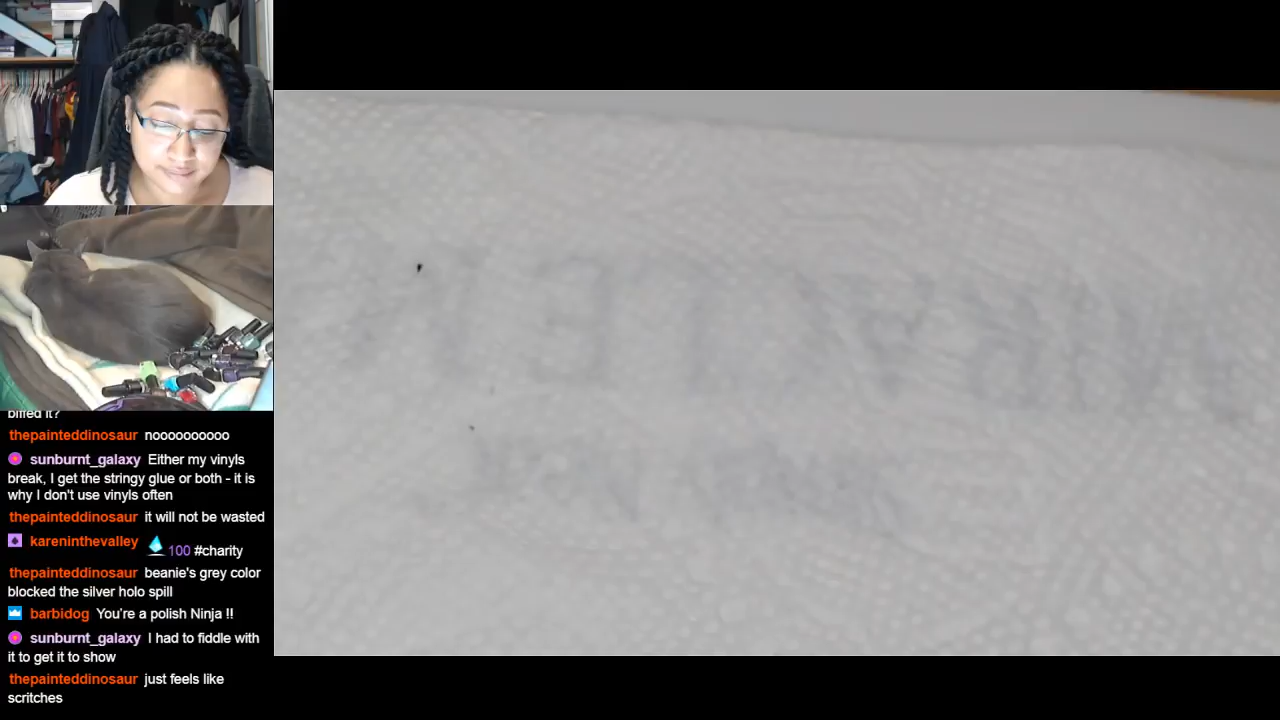 biffed it?
thepainteddinosaur noooooooooo
sunburnt_galaxy Either my vinyls
break, I get the stringy glue or both - it is
why I don't use vinyls often
thepainteddinosaur it will not be wasted
kareninthevalley 100 #charity
thepainteddinosaur beanie's grey color
blocked the silver holo spill
barbidog You're a polish Ninja !!
sunburnt_galaxy I had to fiddle with
it to get it to show
thepainteddinosaur just feels like
scritches